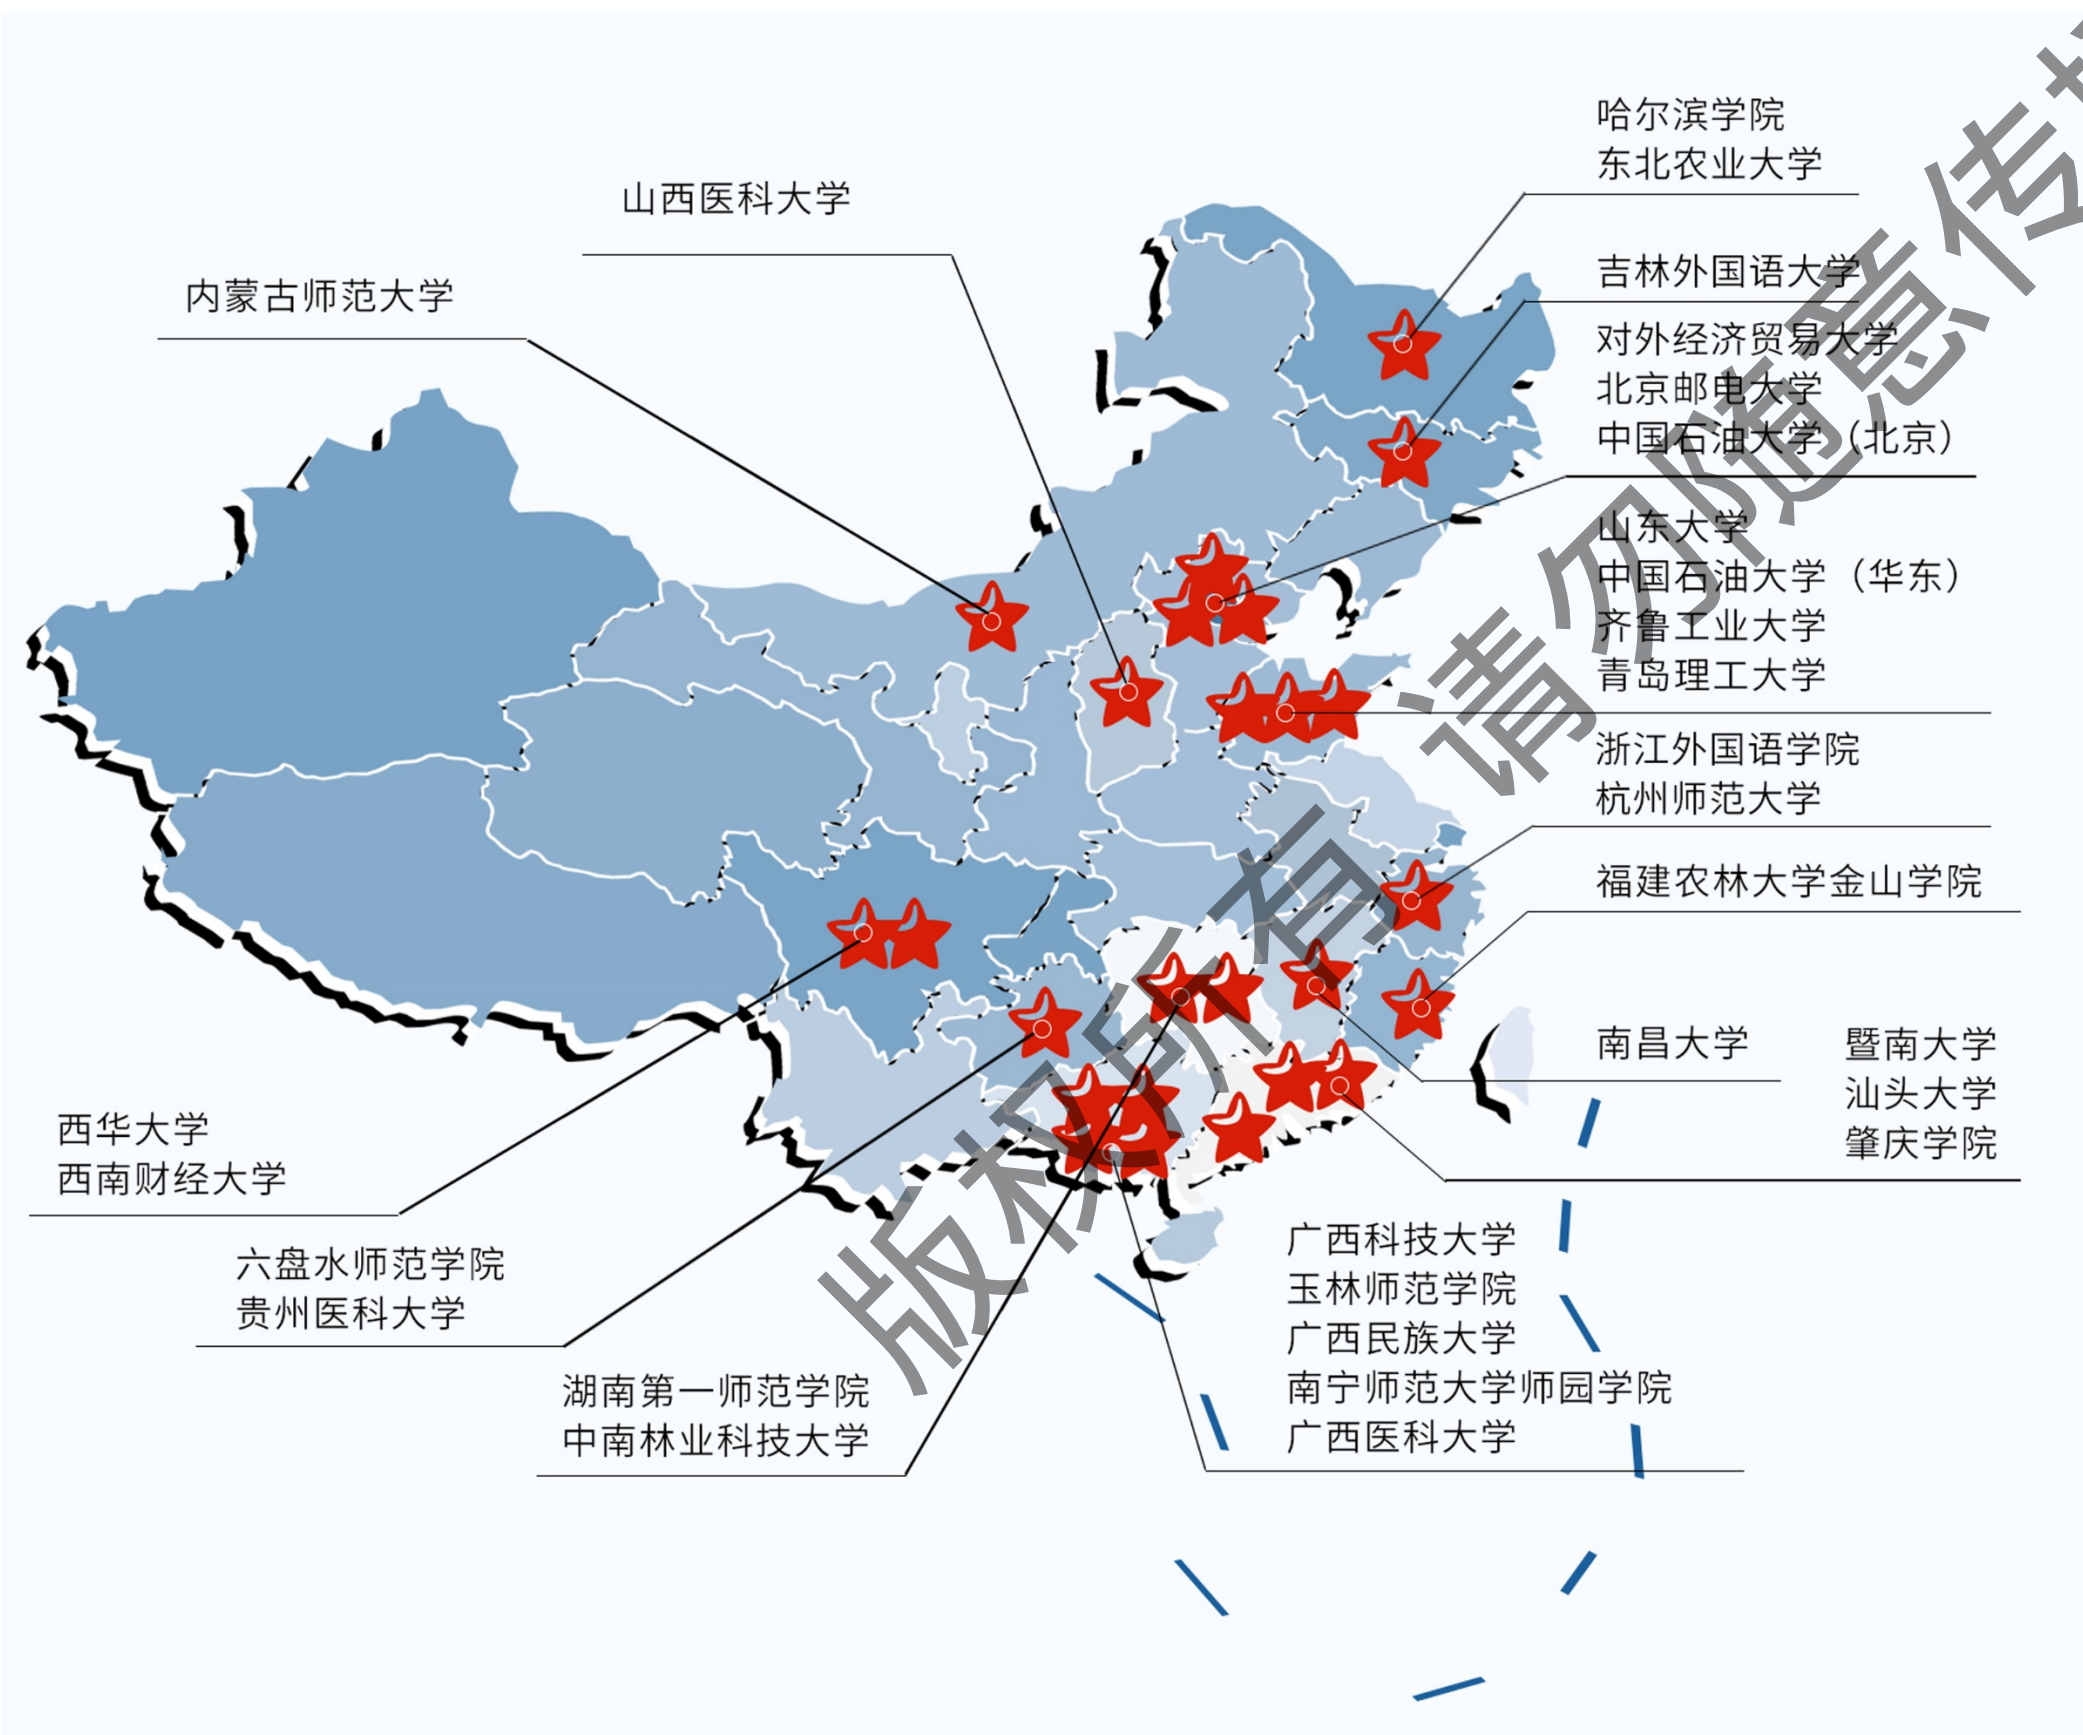 哈尔滨学院
东北农业大学
山西医科大学
吉林外国语大学
内蒙古师范大学
对外经济贸易大学
北京邮电大学
中国石油大学（北京）
山东大学
中国石油大学（华东）
齐鲁工业大学
青岛理工大学
浙江外国语学院
杭州师范大学
福建农林大学金山学院
南昌大学
暨南大学
汕头大学
肇庆学院
西华大学
西南财经大学
六盘水师范学院
贵州医科大学
湖南第一师范学院
中南林业科技大学
广西科技大学
玉林师范学院
广西民族大学
南宁师范大学师园学院
广西医科大学
版权所有 请勿随意传